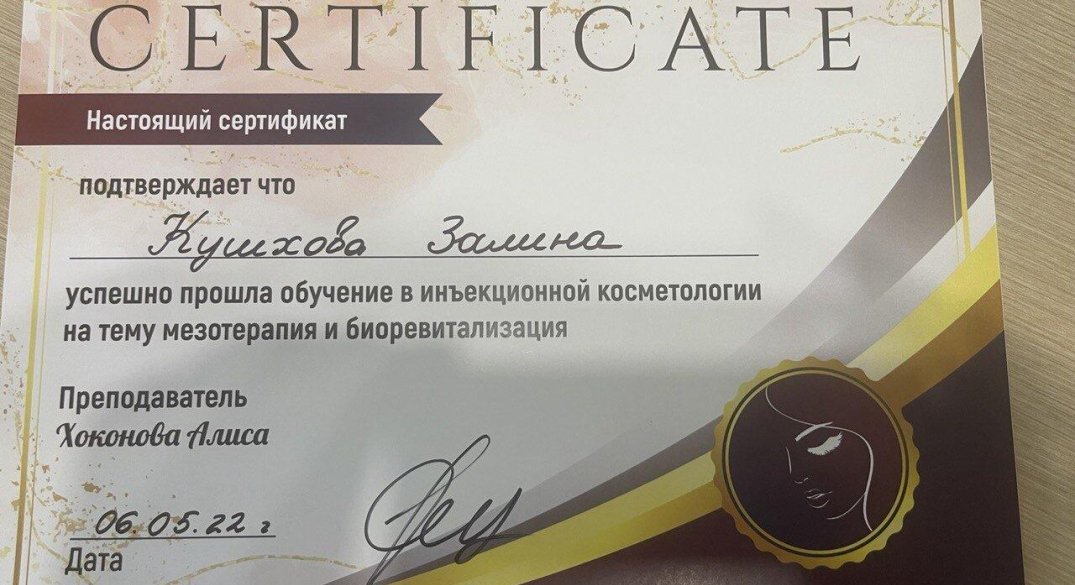 CERTIFICATE
Настоящий сертификат
подтверждает что
Кушхова Залина
успешно прошла обучение в инъекционной косметологии
на тему мезотерапия и биоревитализация
Преподаватель
Хоконова Алиса
06.05.22 г
Дата